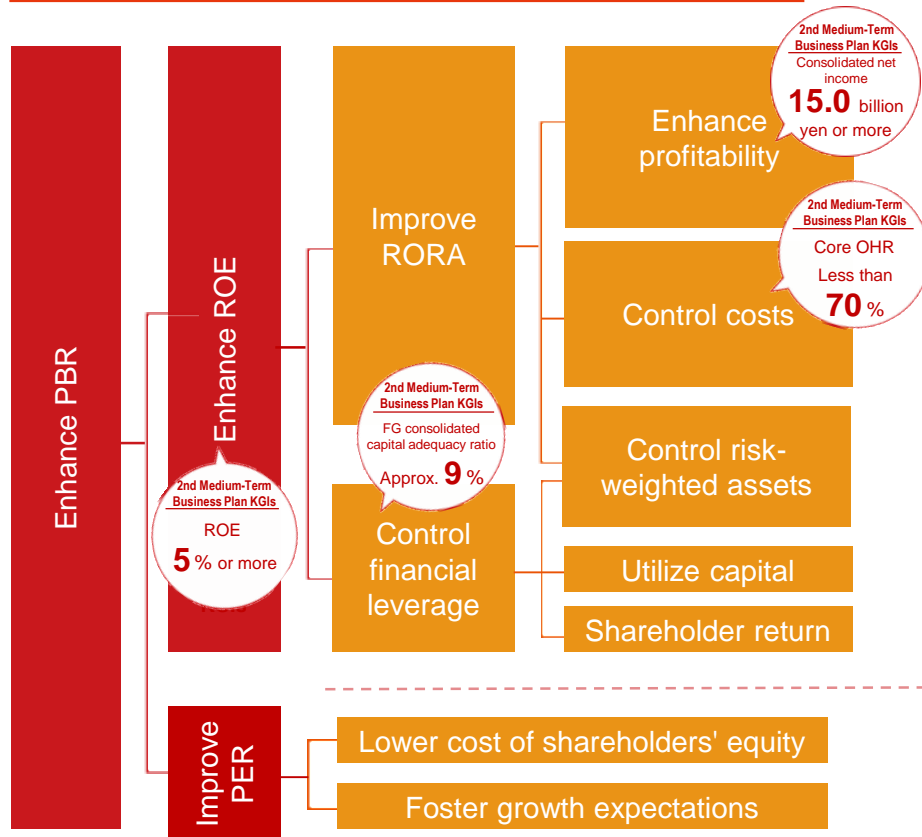 Enhance PBR
Enhance ROE
2nd Medium-Term
Business Plan KGIs
ROE
5 % or more
Improve
PER
Improve
RORA
2nd Medium-Term
Business Plan KGIs
FG consolidated
capital adequacy ratio
Approx. 9 %
Control
financial
leverage
Enhance
profitability
2nd Medium-Term
Business Plan KGIs
Consolidated net
income
15.0 billion
yen or more
Control costs
2nd Medium-Term
Business Plan KGIs
Core OHR
Less than
70 %
Control risk-
weighted assets
Utilize capital
Shareholder return
Lower cost of shareholders' equity
Foster growth expectations